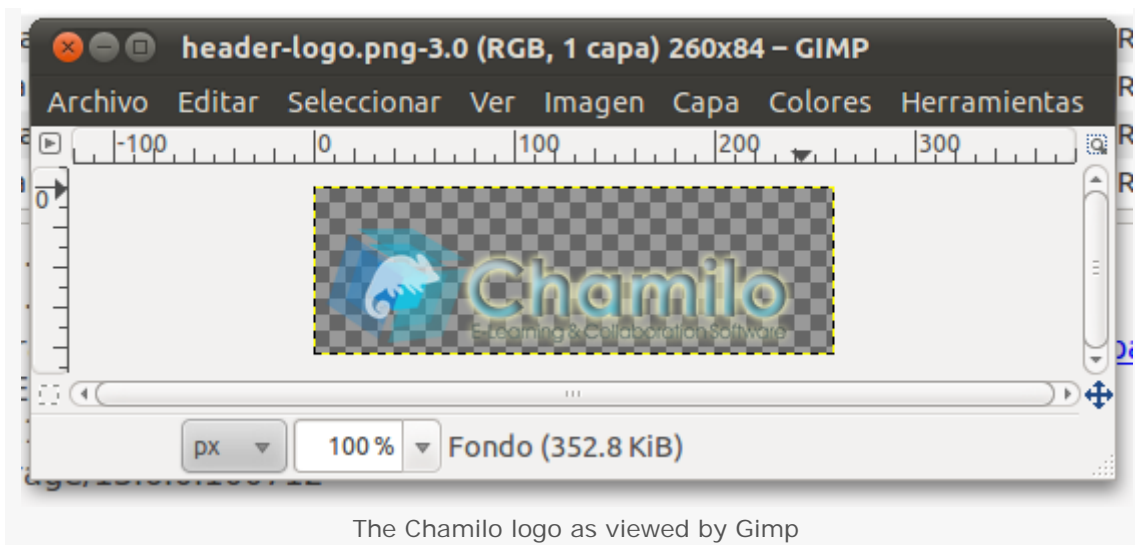 header-logo.png-3.0 (RGB, 1 capa) 260x84 – GIMP
Archivo Editar Seleccionar Ver Imagen Capa Colores Herramientas
-100 0 100 200 300
0
Chamilo
E-Learning & Collaboration Software
px 100 % Fondo (352.8 KiB)
The Chamilo logo as viewed by Gimp